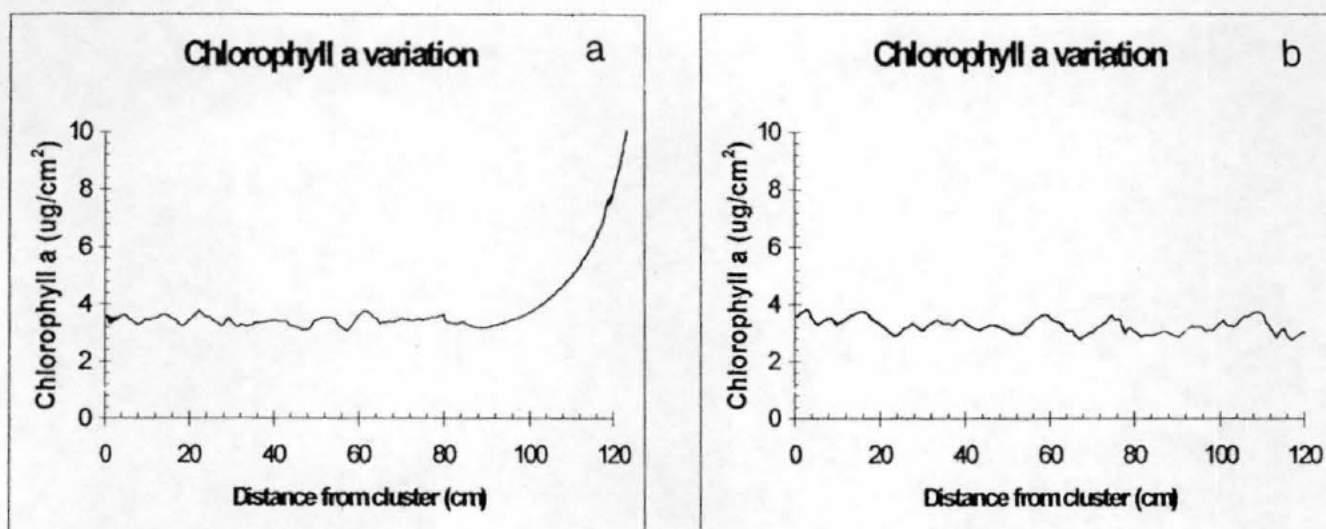 Chlorophyll a variation
a
Chlorophyll a (ug/cm²)
10
8
6
4
2
0
0 20 40 60 80 100 120
Distance from cluster (cm)
Chlorophyll a variation
b
Chlorophyll a (ug/cm²)
10
8
6
4
2
0
0 20 40 60 80 100 120
Distance from cluster (cm)